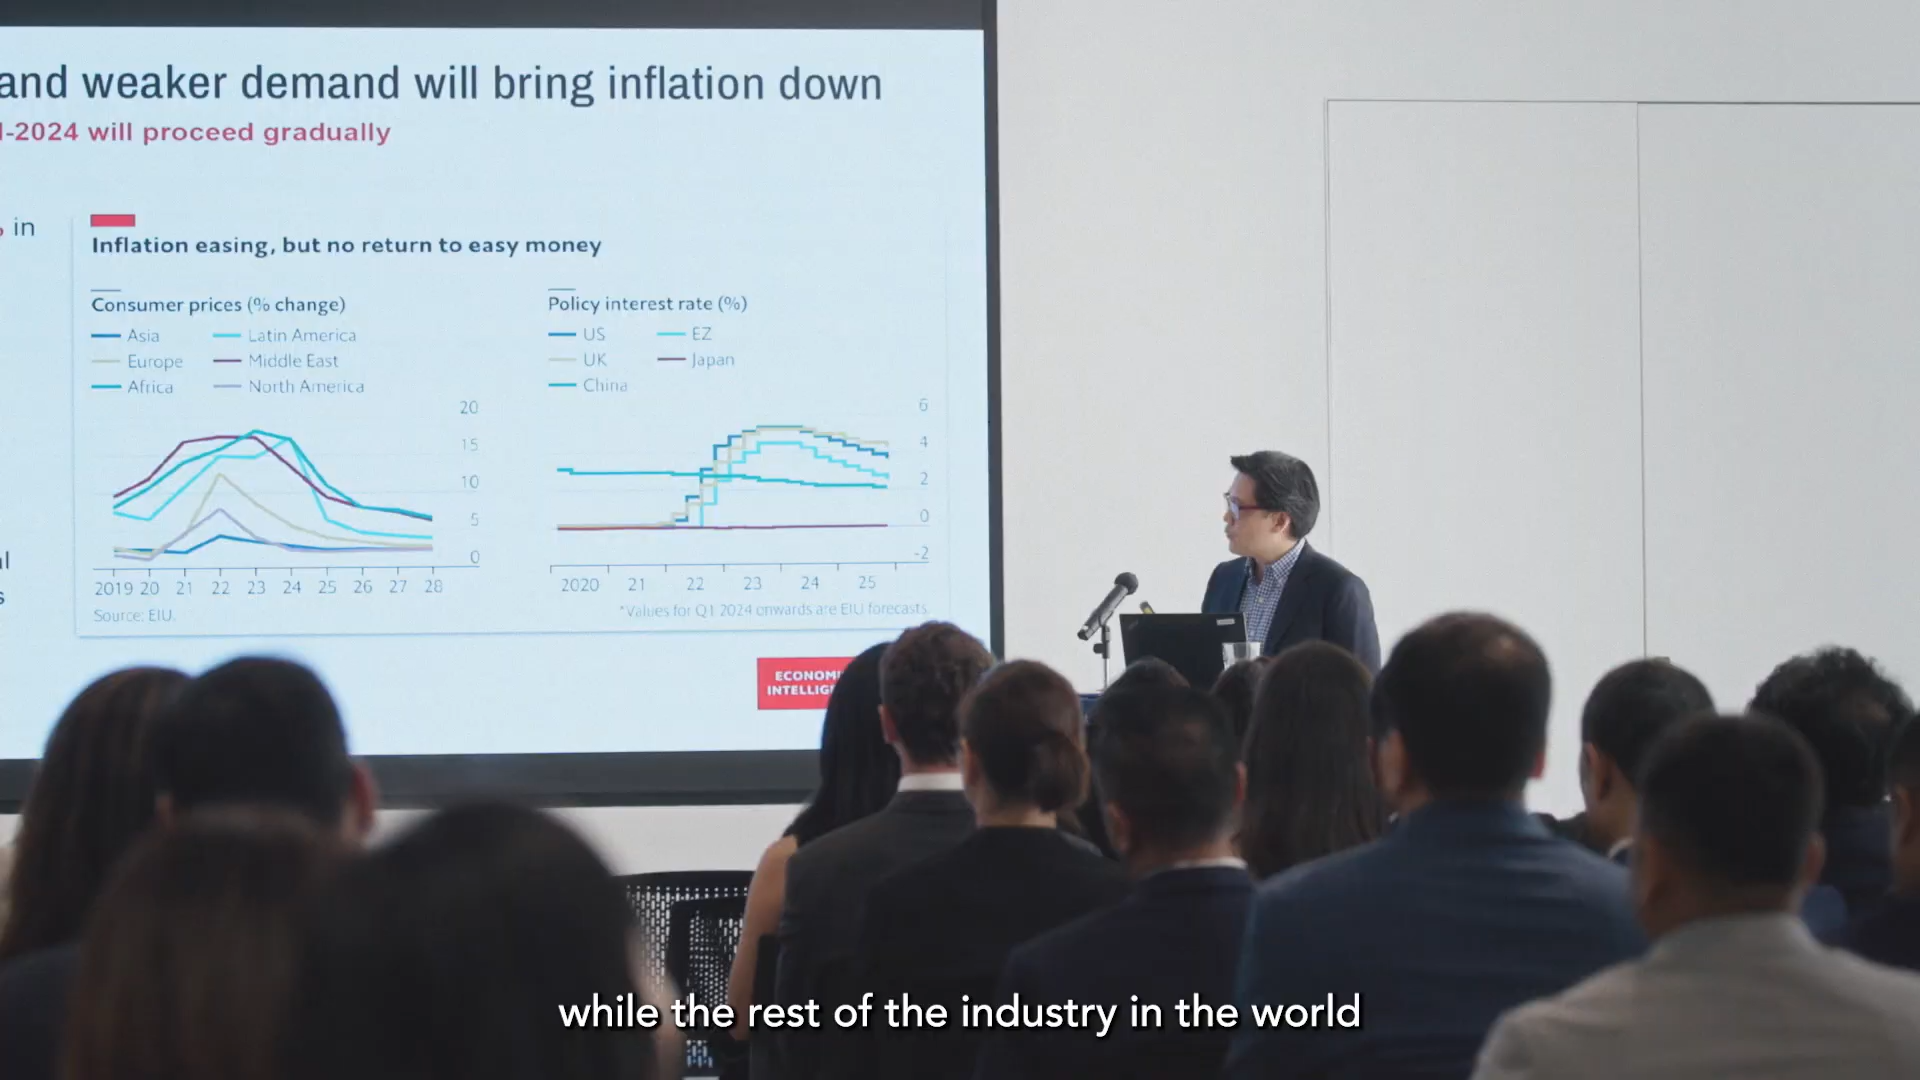 and weaker demand will bring inflation down
-2024 will proceed gradually
in
Inflation easing, but no return to easy money
Consumer prices (% change)
Asia
Latin America
Europe
Middle East
Africa
North America
20
15
10
5
0
2019 20 21 22 23 24 25 26 27 28
Source: EIU.
Policy interest rate (%)
US
EZ
UK
Japan
China
6
4
2
0
-2
2020 21 22 23 24 25
*Values for Q1 2024 onwards are EIU forecasts
while the rest of the industry in the world